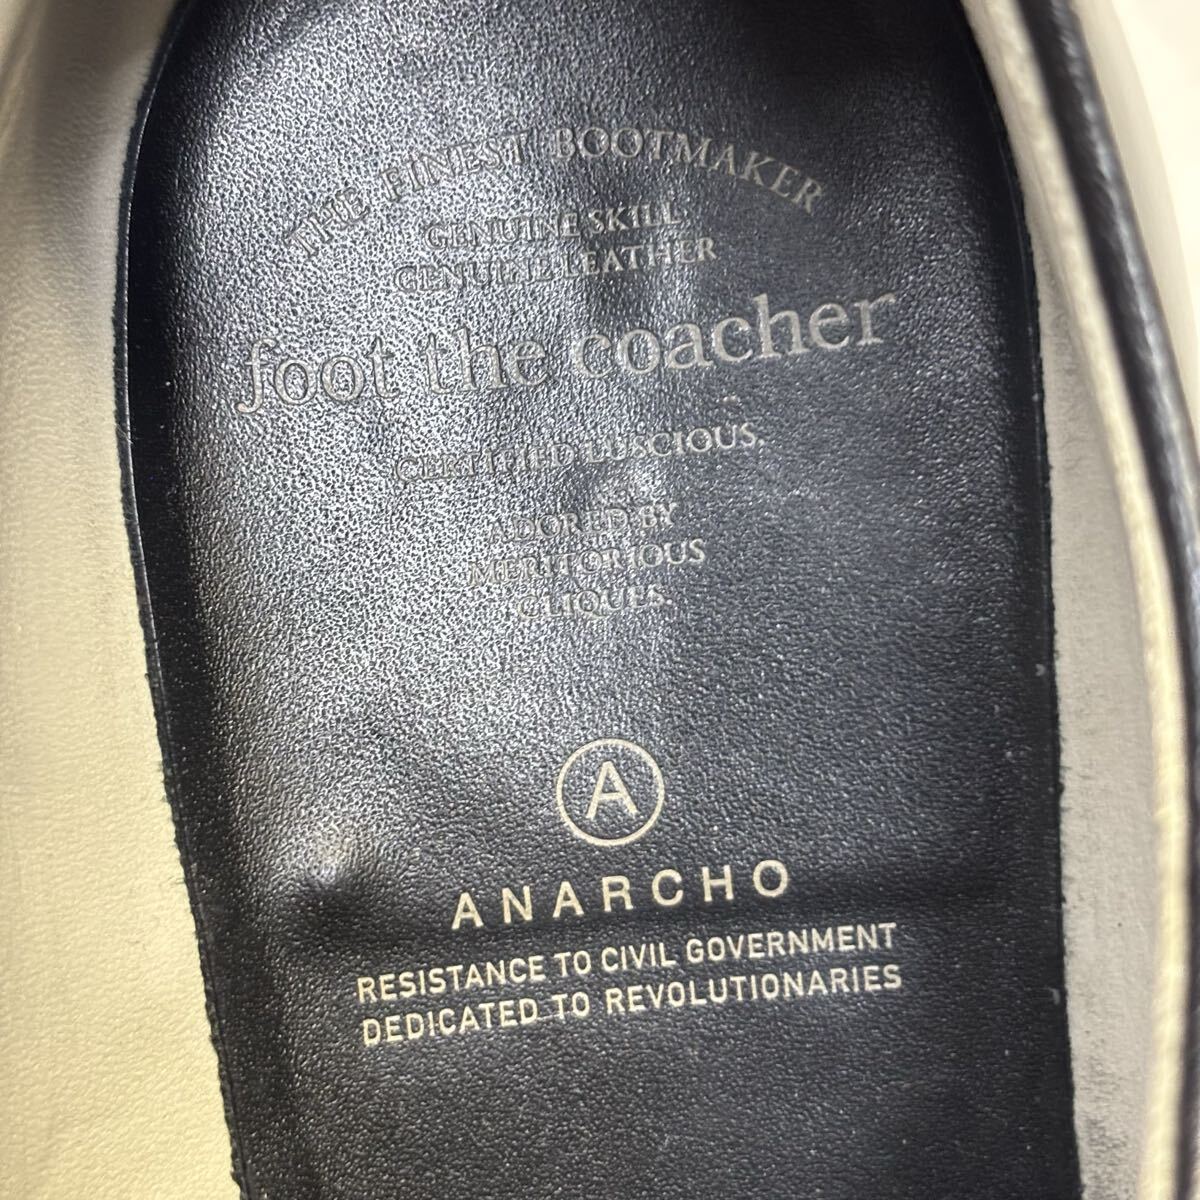 THE FINEST BOOTMAKER
GENUINE SKILL
GENUINE LEATHER
foot the coacher
CERTIFIED LUSCIOUS.
ADORED BY
MERITORIOUS
CLIQUES.
A
ANARCHO
RESISTANCE TO CIVIL GOVERNMENT
DEDICATED TO REVOLUTIONARIES